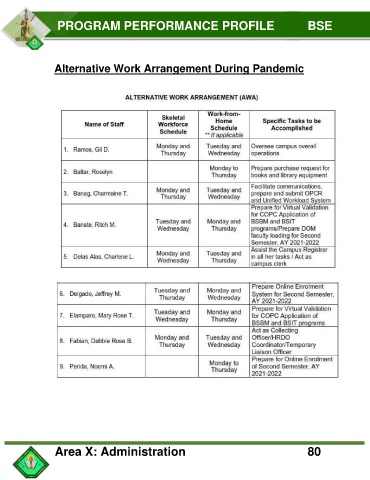 PROGRAM PERFORMANCE PROFILE BSE
Alternative Work Arrangement During Pandemic
ALTERNATIVE WORK ARRANGEMENT (AWA)
Name of Staff
Skeletal
Workforce
Schedule
Work-from-
Home
Schedule
** If applicable
Specific Tasks to be
Accomplished
1. Ramos, Gil D.
Monday and
Thursday
Tuesday and
Wednesday
Oversee campus overall
operations
2. Baltar, Roselyn
Monday to
Thursday
Prepare purchase request for
books and library equipment
3. Banag, Charmaine T.
Monday and
Thursday
Tuesday and
Wednesday
Facilitate communications,
prepare and submit OPCR
and Unified Workload System
4. Banate, Ritch M.
Tuesday and
Wednesday
Monday and
Thursday
Prepare for Virtual Validation
for COPC Application of
BSBM and BSIT
programs/Prepare DOM
faculty loading for Second
Semester, AY 2021-2022
5. Delas Alas, Charlene L.
Monday and
Thursday
Tuesday and
Wednesday
Assist the Campus Registrar
in all her tasks / Act as
campus clerk
6. Delgado, Jeffrey M.
Tuesday and
Wednesday
Monday and
Thursday
Prepare Online Enrolment
System for Second Semester,
AY 2021-2022
7. Elamparo, Mary Rose T.
Tuesday and
Wednesday
Monday and
Thursday
Prepare for Virtual Validation
for COPC Application of
BSBM and BSIT programs
8. Fabian, Debbie Rose B.
Monday and
Thursday
Tuesday and
Wednesday
Act as Collecting
Officer/HRDO
Coordinator/Temporary
Liaison Officer
9. Perida, Noemi A.
Monday to
Thursday
Prepare for Online Enrolment
of Second Semester, AY
2021-2022
Area X: Administration 80